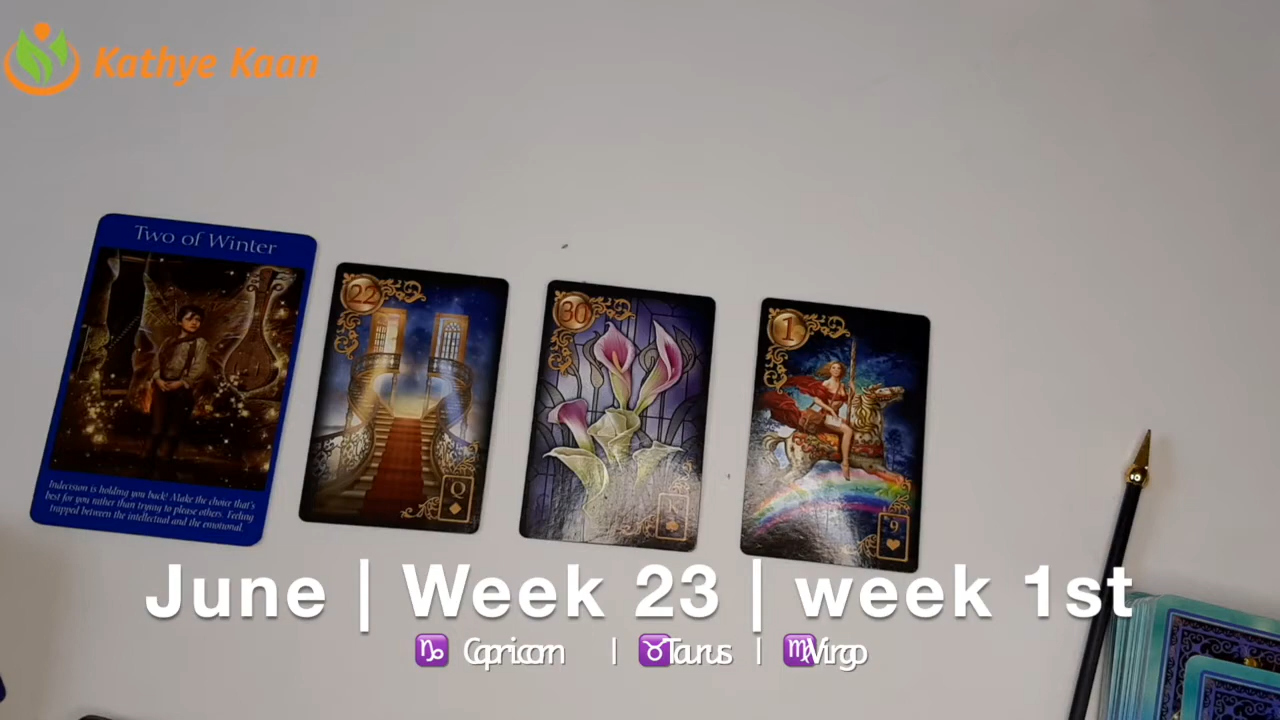 Kathye Kaan
Two of Winter
22
30
1
Indecision is holding you back! Make the choice that's
best for you rather than trying to please others. Feeling
trapped between the intellectual and the emotional.
Q
K
9
June | Week 23 | week 1st
♑ Capricorn | ♉Taurus | ♍Virgo